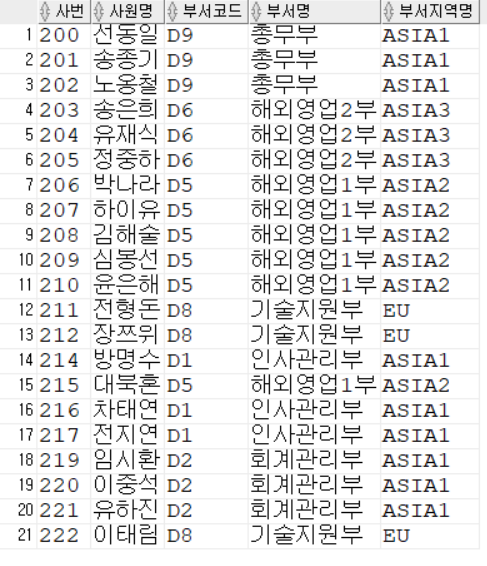 사번 사원명 부서코드 부서명 부서지역명
1 200 선동일 D9 총무부 ASIA1
2 201 송종기 D9 총무부 ASIA1
3 202 노옹철 D9 총무부 ASIA1
4 203 송은희 D6 해외영업2부 ASIA3
5 204 유재식 D6 해외영업2부 ASIA3
6 205 정중하 D6 해외영업2부 ASIA3
7 206 박나라 D5 해외영업1부 ASIA2
8 207 하이유 D5 해외영업1부 ASIA2
9 208 김해술 D5 해외영업1부 ASIA2
10 209 심봉선 D5 해외영업1부 ASIA2
11 210 윤은해 D5 해외영업1부 ASIA2
12 211 전형돈 D8 기술지원부 EU
13 212 장쯔위 D8 기술지원부 EU
14 214 방명수 D1 인사관리부 ASIA1
15 215 대북혼 D5 해외영업1부 ASIA2
16 216 차태연 D1 인사관리부 ASIA1
17 217 전지연 D1 인사관리부 ASIA1
18 219 임시환 D2 회계관리부 ASIA1
19 220 이중석 D2 회계관리부 ASIA1
20 221 유하진 D2 회계관리부 ASIA1
21 222 이태림 D8 기술지원부 EU